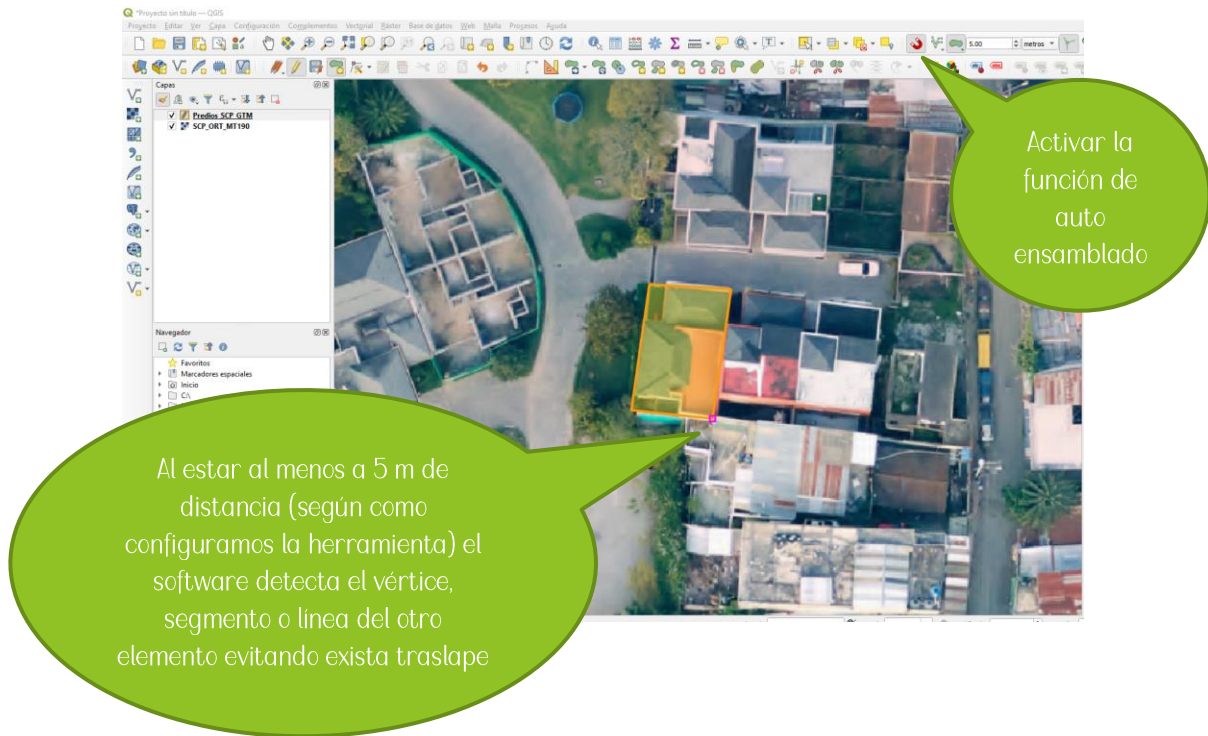 *Proyecto sin título — QGIS
Proyecto Editar Ver Capa Configuración Complementos Vectorial Ráster Base de datos Web Malla Procesos Ayuda
5.00 metros
Capas
Predios_SCP_GTM
SCP_ORT_MT190
Activar la
función de
auto
ensamblado
Navegador
Favoritos
Marcadores espaciales
Inicio
C:\
Al estar al menos a 5 m de
distancia (según como
configuramos la herramienta) el
software detecta el vértice,
segmento o línea del otro
elemento evitando exista traslape